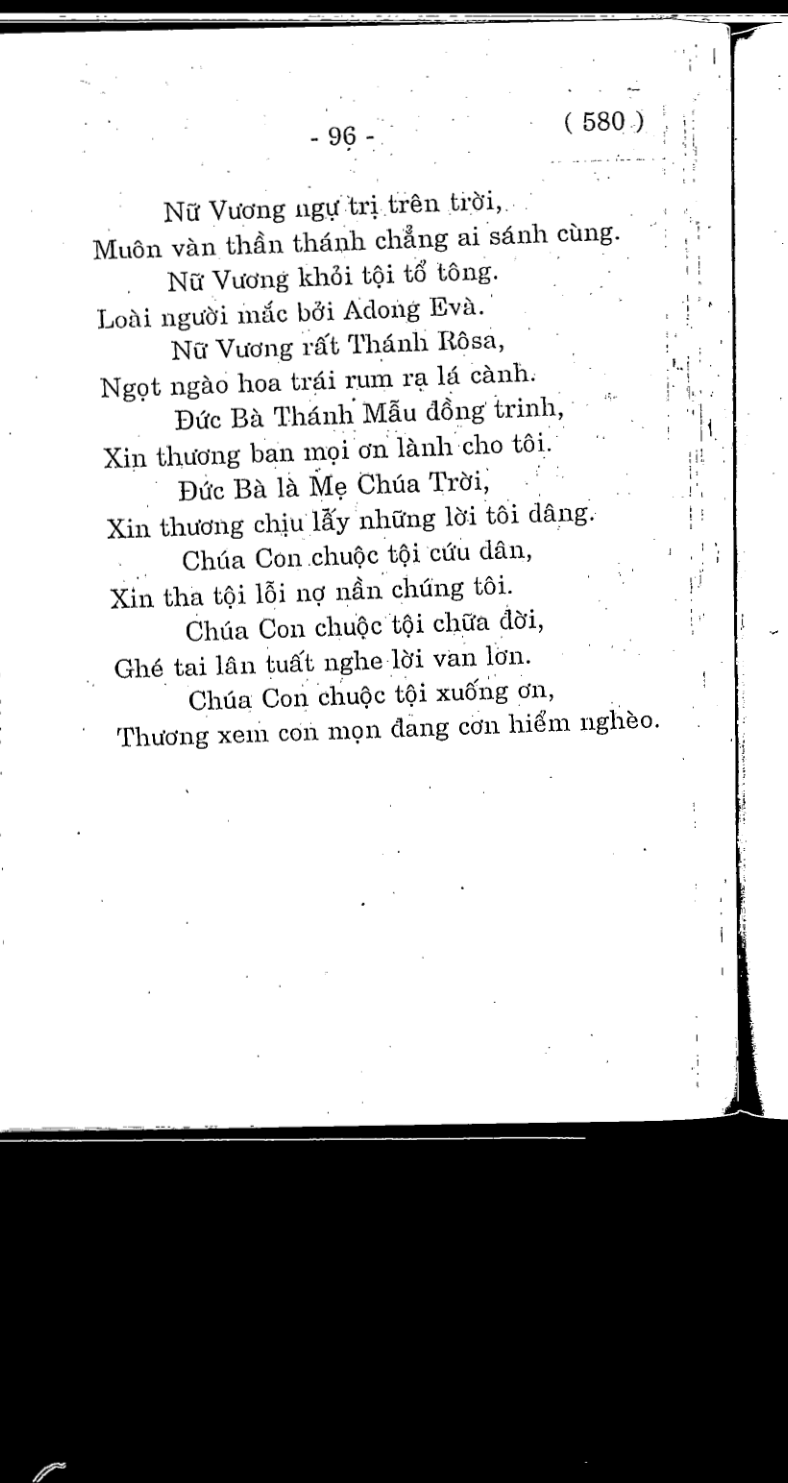 - 96 -
( 580 )
Nữ Vương ngự trị trên trời,
Muôn vàn thần thánh chẳng ai sánh cùng.
Nữ Vương khỏi tội tổ tông.
Loài người mắc bởi Adong Evà.
Nữ Vương rất Thánh Rôsa,
Ngọt ngào hoa trái rum rạ lá cành.
Đức Bà Thánh Mẫu đồng trinh,
Xin thương ban mọi ơn lành cho tôi.
Đức Bà là Mẹ Chúa Trời,
Xin thương chịu lấy những lời tôi dâng.
Chúa Con chuộc tội cứu dân,
Xin tha tội lỗi nợ nần chúng tôi.
Chúa Con chuộc tội chữa đời,
Ghé tai lân tuất nghe lời van lơn.
Chúa Con chuộc tội xuống ơn,
Thương xem con mọn đang cơn hiểm nghèo.